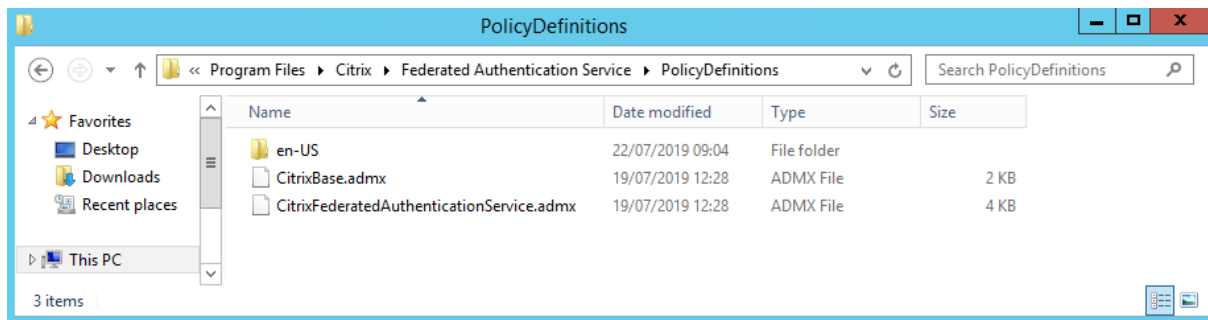 PolicyDefinitions
« Program Files ▸ Citrix ▸ Federated Authentication Service ▸ PolicyDefinitions
Search PolicyDefinitions
Favorites
Desktop
Downloads
Recent places
This PC
Name Date modified Type Size
en-US 22/07/2019 09:04 File folder
CitrixBase.admx 19/07/2019 12:28 ADMX File 2 KB
CitrixFederatedAuthenticationService.admx 19/07/2019 12:28 ADMX File 4 KB
3 items